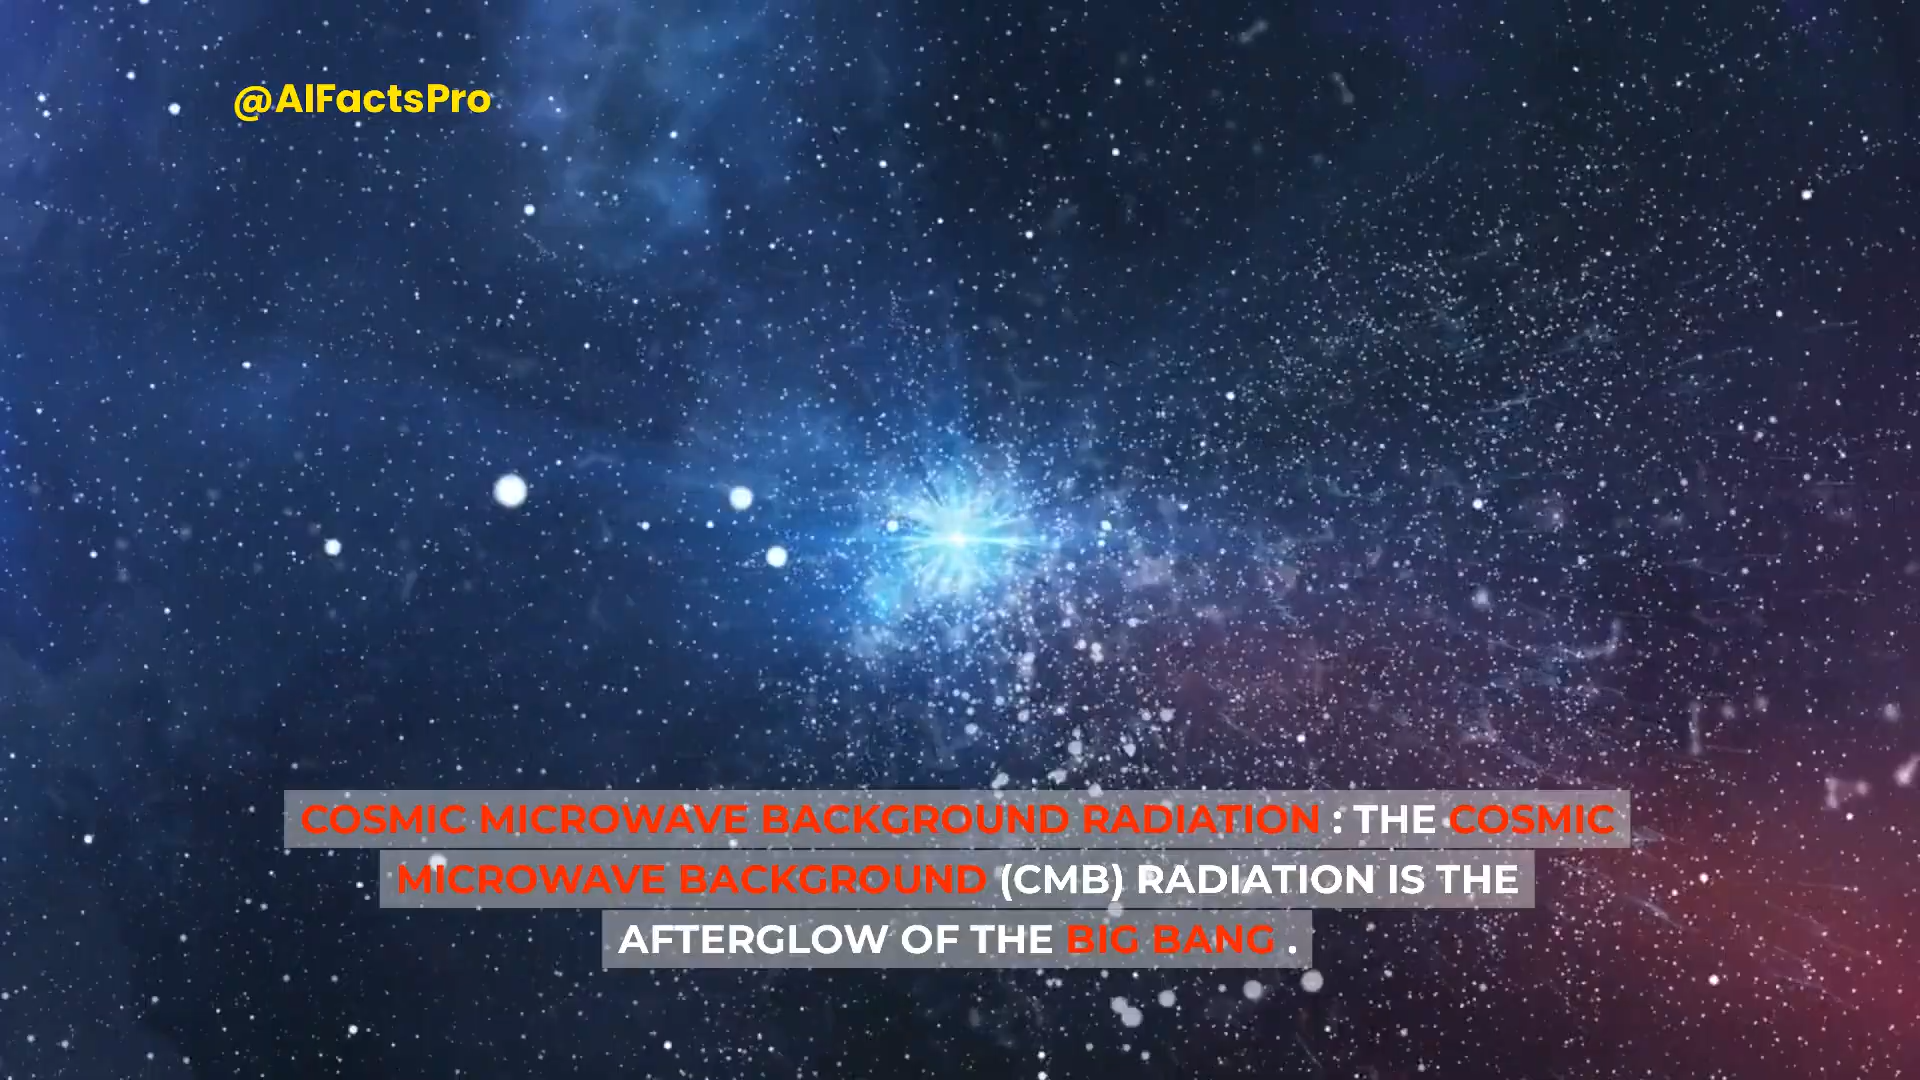 @AIFactsPro
COSMIC MICROWAVE BACKGROUND RADIATION : THE COSMIC
MICROWAVE BACKGROUND (CMB) RADIATION IS THE
AFTERGLOW OF THE BIG BANG .